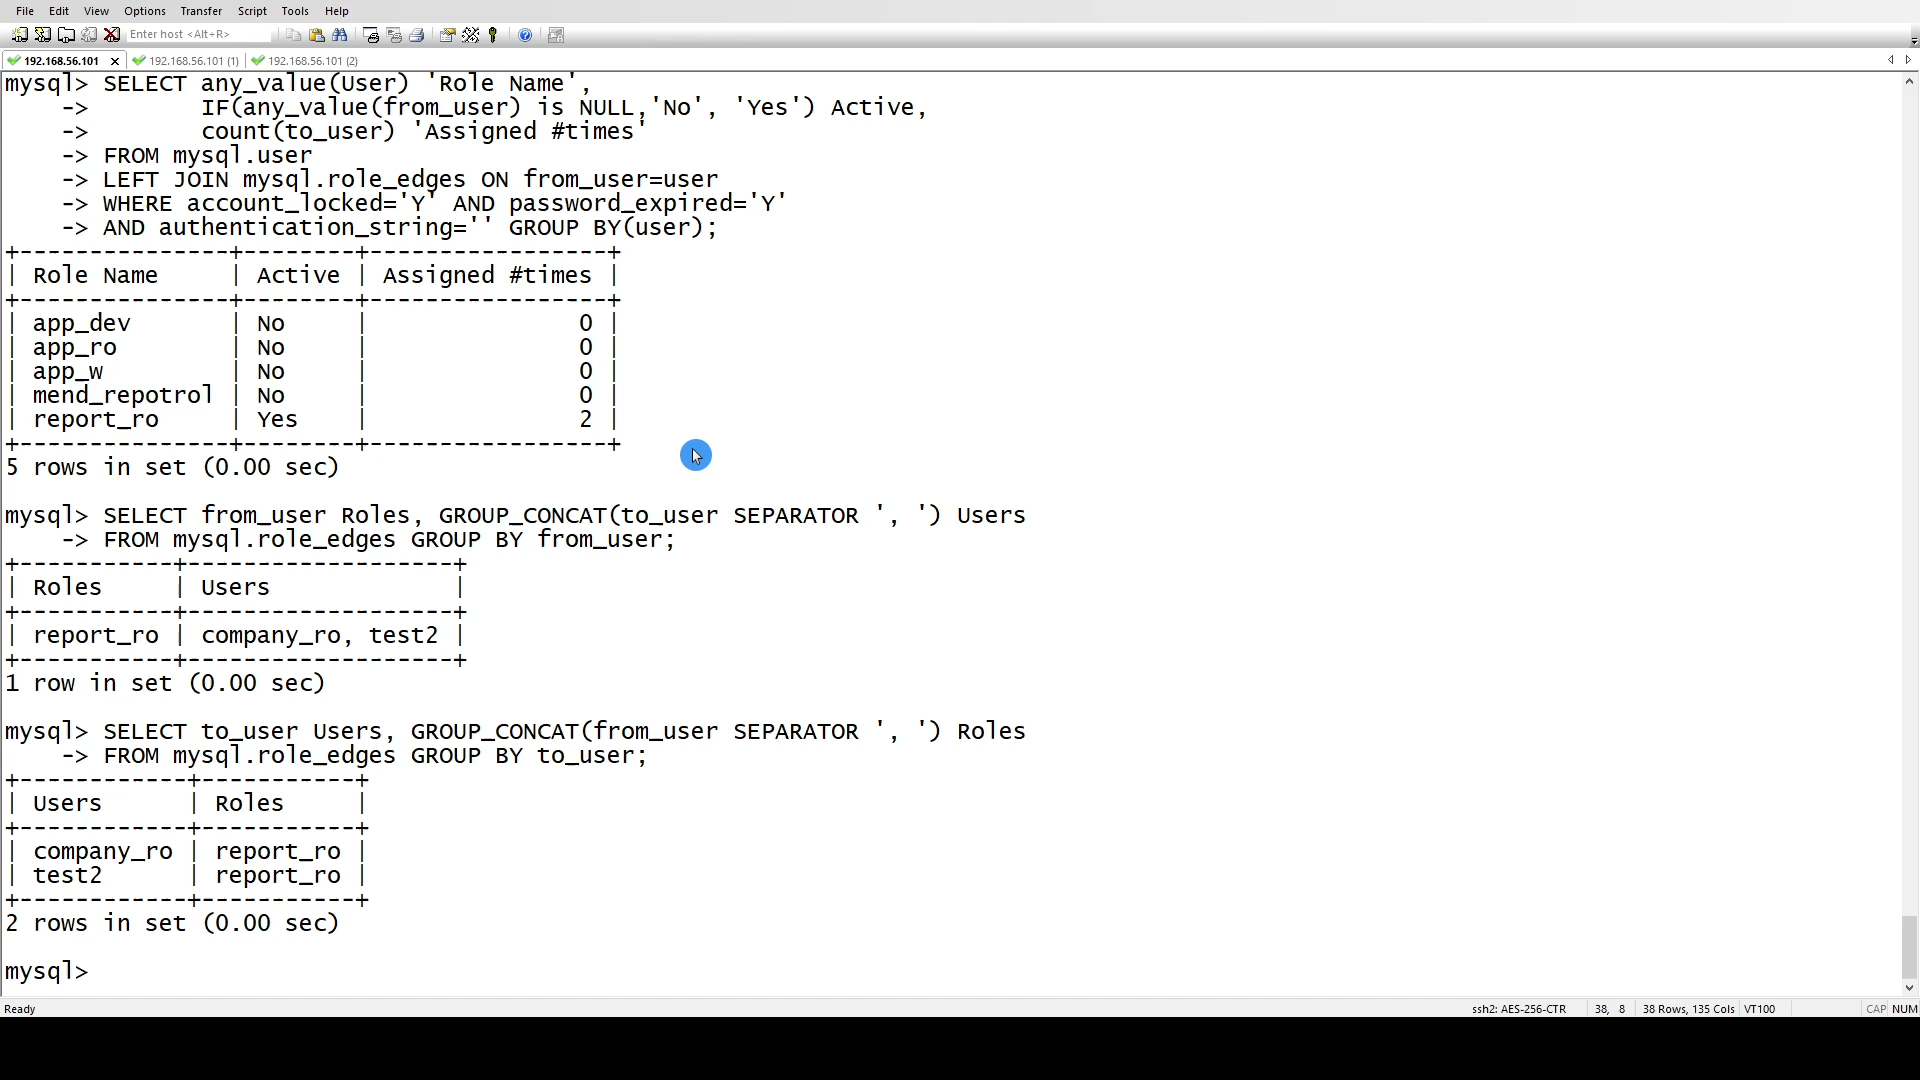 File Edit View Options Transfer Script Tools Help
Enter host <Alt+R>
192.168.56.101 192.168.56.101 (1) 192.168.56.101 (2)
mysql> SELECT any_value(User) 'Role Name',
    ->        IF(any_value(from_user) is NULL,'No', 'Yes') Active,
    ->        count(to_user) 'Assigned #times'
    -> FROM mysql.user
    -> LEFT JOIN mysql.role_edges ON from_user=user
    -> WHERE account_locked='Y' AND password_expired='Y'
    -> AND authentication_string='' GROUP BY(user);
+---------------+--------+-----------------+
| Role Name     | Active | Assigned #times |
+---------------+--------+-----------------+
| app_dev       | No     |               0 |
| app_ro        | No     |               0 |
| app_w         | No     |               0 |
| mend_repotrol | No     |               0 |
| report_ro     | Yes    |               2 |
+---------------+--------+-----------------+
5 rows in set (0.00 sec)
mysql> SELECT from_user Roles, GROUP_CONCAT(to_user SEPARATOR ', ') Users
    -> FROM mysql.role_edges GROUP BY from_user;
+-----------+-------------------+
| Roles     | Users             |
+-----------+-------------------+
| report_ro | company_ro, test2 |
+-----------+-------------------+
1 row in set (0.00 sec)
mysql> SELECT to_user Users, GROUP_CONCAT(from_user SEPARATOR ', ') Roles
    -> FROM mysql.role_edges GROUP BY to_user;
+------------+-----------+
| Users      | Roles     |
+------------+-----------+
| company_ro | report_ro |
| test2      | report_ro |
+------------+-----------+
2 rows in set (0.00 sec)
mysql>
Ready ssh2: AES-256-CTR 38, 8 38 Rows, 135 Cols VT100 CAP NUM